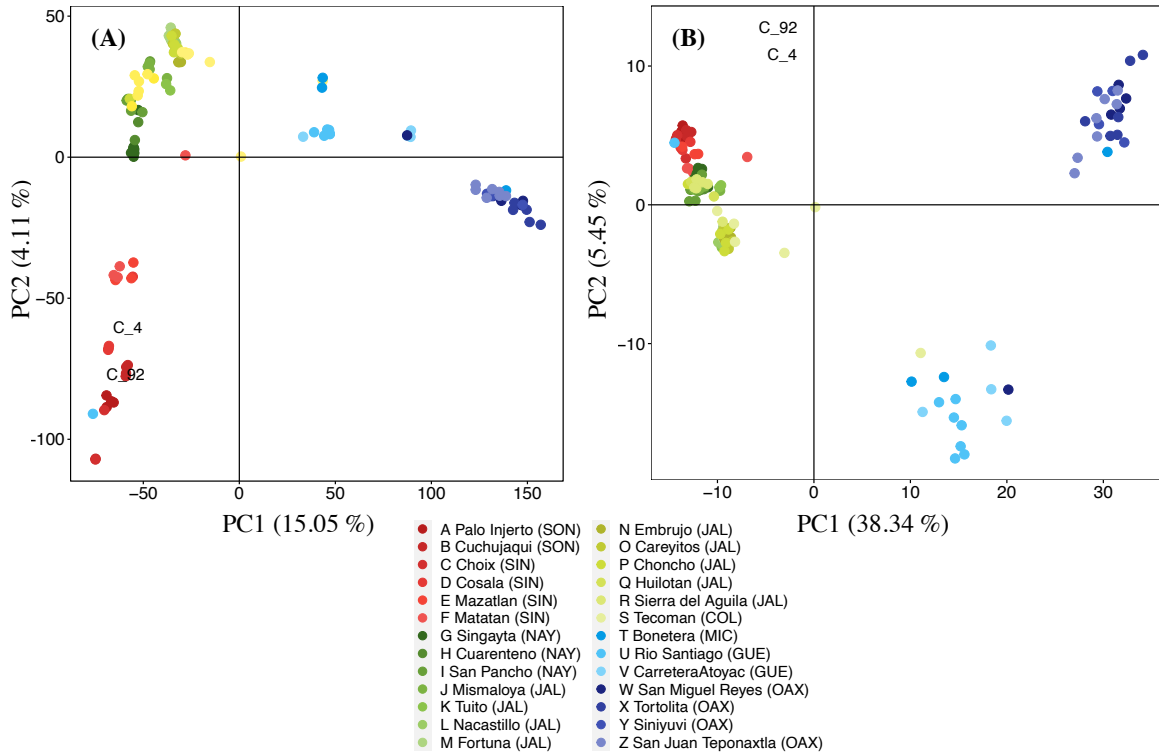 (A)
C_4
C_92
50
0
-50
-100
−50
0
50
100
150
PC2 (4.11 %)
PC1 (15.05 %)
(B)
C_92
C_4
10
0
-10
−10
0
10
20
30
PC2 (5.45 %)
PC1 (38.34 %)
A Palo Injerto (SON)
B Cuchujaqui (SON)
C Choix (SIN)
D Cosala (SIN)
E Mazatlan (SIN)
F Matatan (SIN)
G Singayta (NAY)
H Cuarenteno (NAY)
I San Pancho (NAY)
J Mismaloya (JAL)
K Tuito (JAL)
L Nacastillo (JAL)
M Fortuna (JAL)
N Embrujo (JAL)
O Careyitos (JAL)
P Choncho (JAL)
Q Huilotan (JAL)
R Sierra del Aguila (JAL)
S Tecoman (COL)
T Bonetera (MIC)
U Rio Santiago (GUE)
V CarreteraAtoyac (GUE)
W San Miguel Reyes (OAX)
X Tortolita (OAX)
Y Siniyuvi (OAX)
Z San Juan Teponaxtla (OAX)